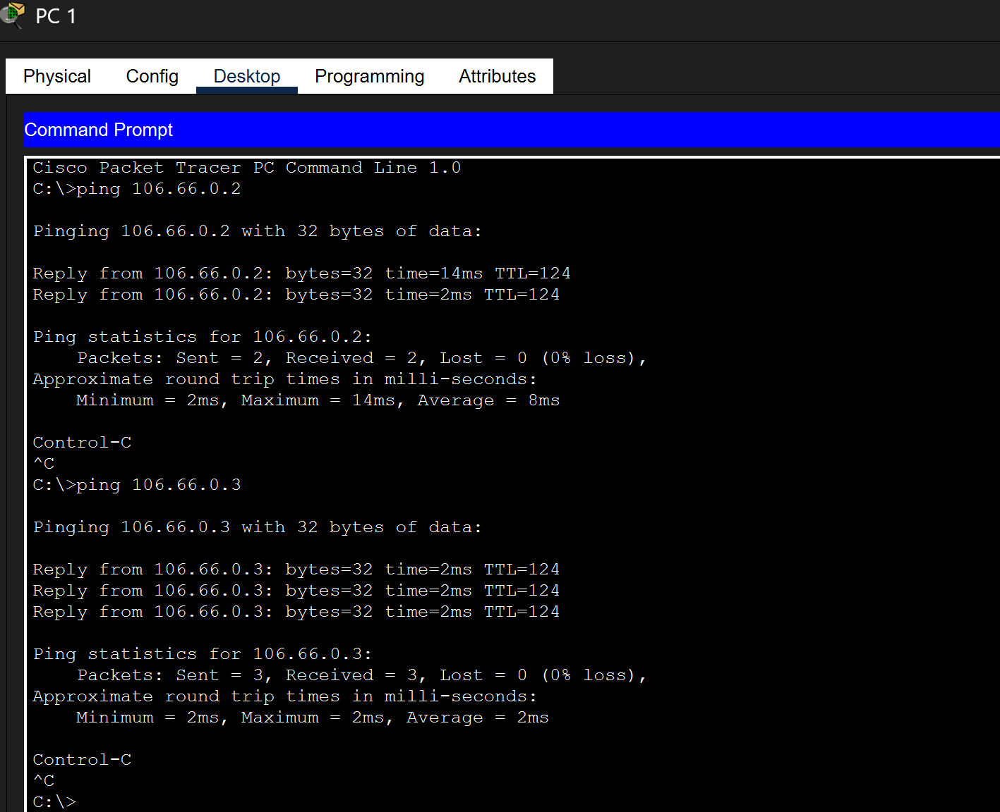 PC 1
Physical Config Desktop Programming Attributes
Command Prompt
Cisco Packet Tracer PC Command Line 1.0
C:\>ping 106.66.0.2
Pinging 106.66.0.2 with 32 bytes of data:
Reply from 106.66.0.2: bytes=32 time=14ms TTL=124
Reply from 106.66.0.2: bytes=32 time=2ms TTL=124
Ping statistics for 106.66.0.2:
Packets: Sent = 2, Received = 2, Lost = 0 (0% loss),
Approximate round trip times in milli-seconds:
Minimum = 2ms, Maximum = 14ms, Average = 8ms
Control-C
^C
C:\>ping 106.66.0.3
Pinging 106.66.0.3 with 32 bytes of data:
Reply from 106.66.0.3: bytes=32 time=2ms TTL=124
Reply from 106.66.0.3: bytes=32 time=2ms TTL=124
Reply from 106.66.0.3: bytes=32 time=2ms TTL=124
Ping statistics for 106.66.0.3:
Packets: Sent = 3, Received = 3, Lost = 0 (0% loss),
Approximate round trip times in milli-seconds:
Minimum = 2ms, Maximum = 2ms, Average = 2ms
Control-C
^C
C:\>